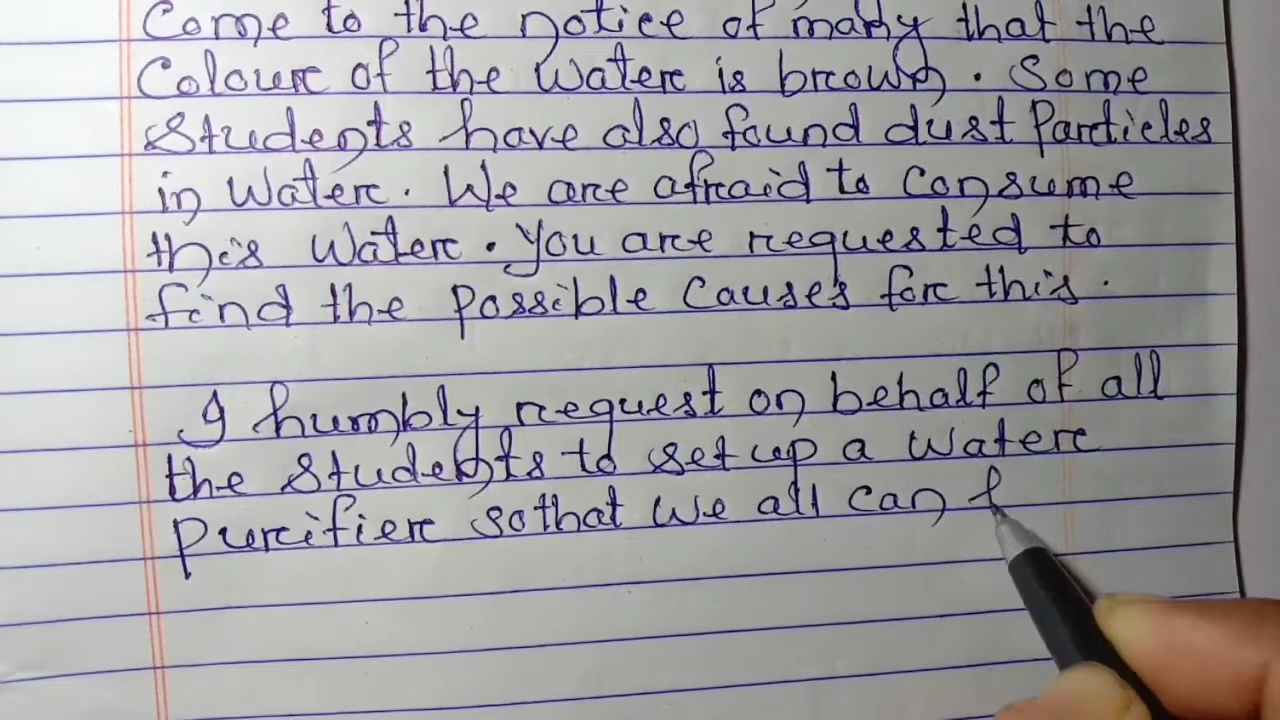 Come to the notice of many that the
Colour of the water is brown. Some
Students have also found dust Particles
in Water. We are afraid to Consume
this Water. You are requested to
find the Possible Causes for this.
I humbly request on behalf of all
the Students to set up a water
Purifier so that we all can